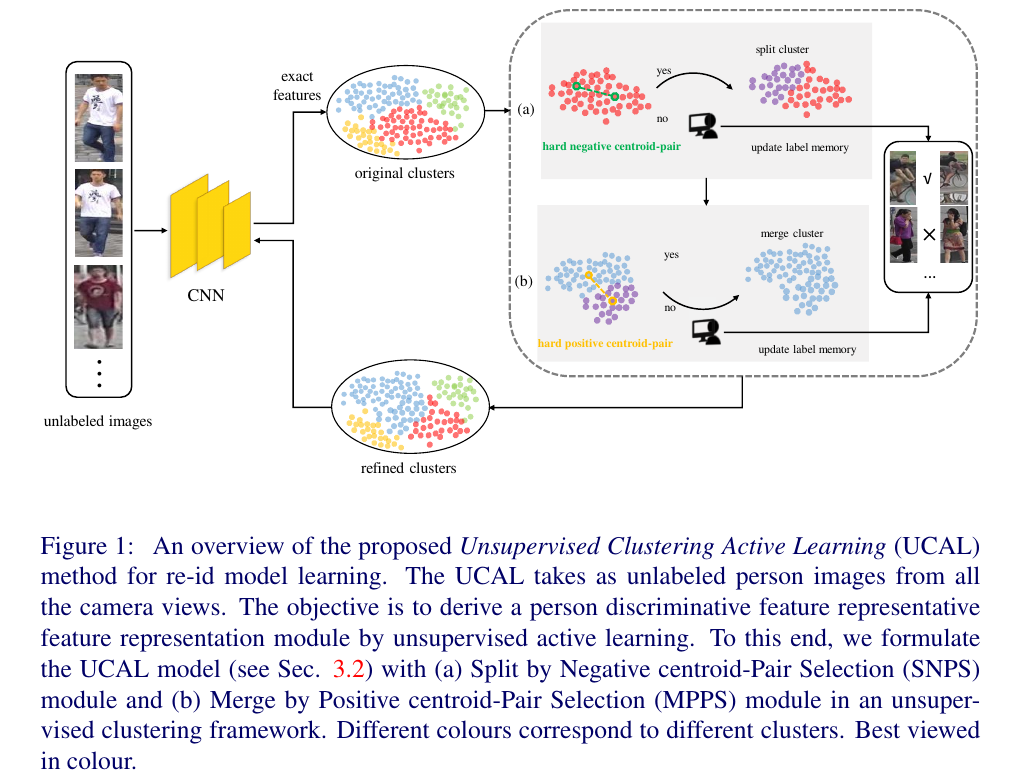 exact
features
original clusters
CNN
unlabeled images
refined clusters
(a)
yes
no
split cluster
hard negative centroid-pair
update label memory
√
×
...
(b)
merge cluster
yes
no
hard positive centroid-pair
update label memory
Figure 1: An overview of the proposed Unsupervised Clustering Active Learning (UCAL)
method for re-id model learning. The UCAL takes as unlabeled person images from all
the camera views. The objective is to derive a person discriminative feature representative
feature representation module by unsupervised active learning. To this end, we formulate
the UCAL model (see Sec. 3.2) with (a) Split by Negative centroid-Pair Selection (SNPS)
module and (b) Merge by Positive centroid-Pair Selection (MPPS) module in an unsuper-
vised clustering framework. Different colours correspond to different clusters. Best viewed
in colour.